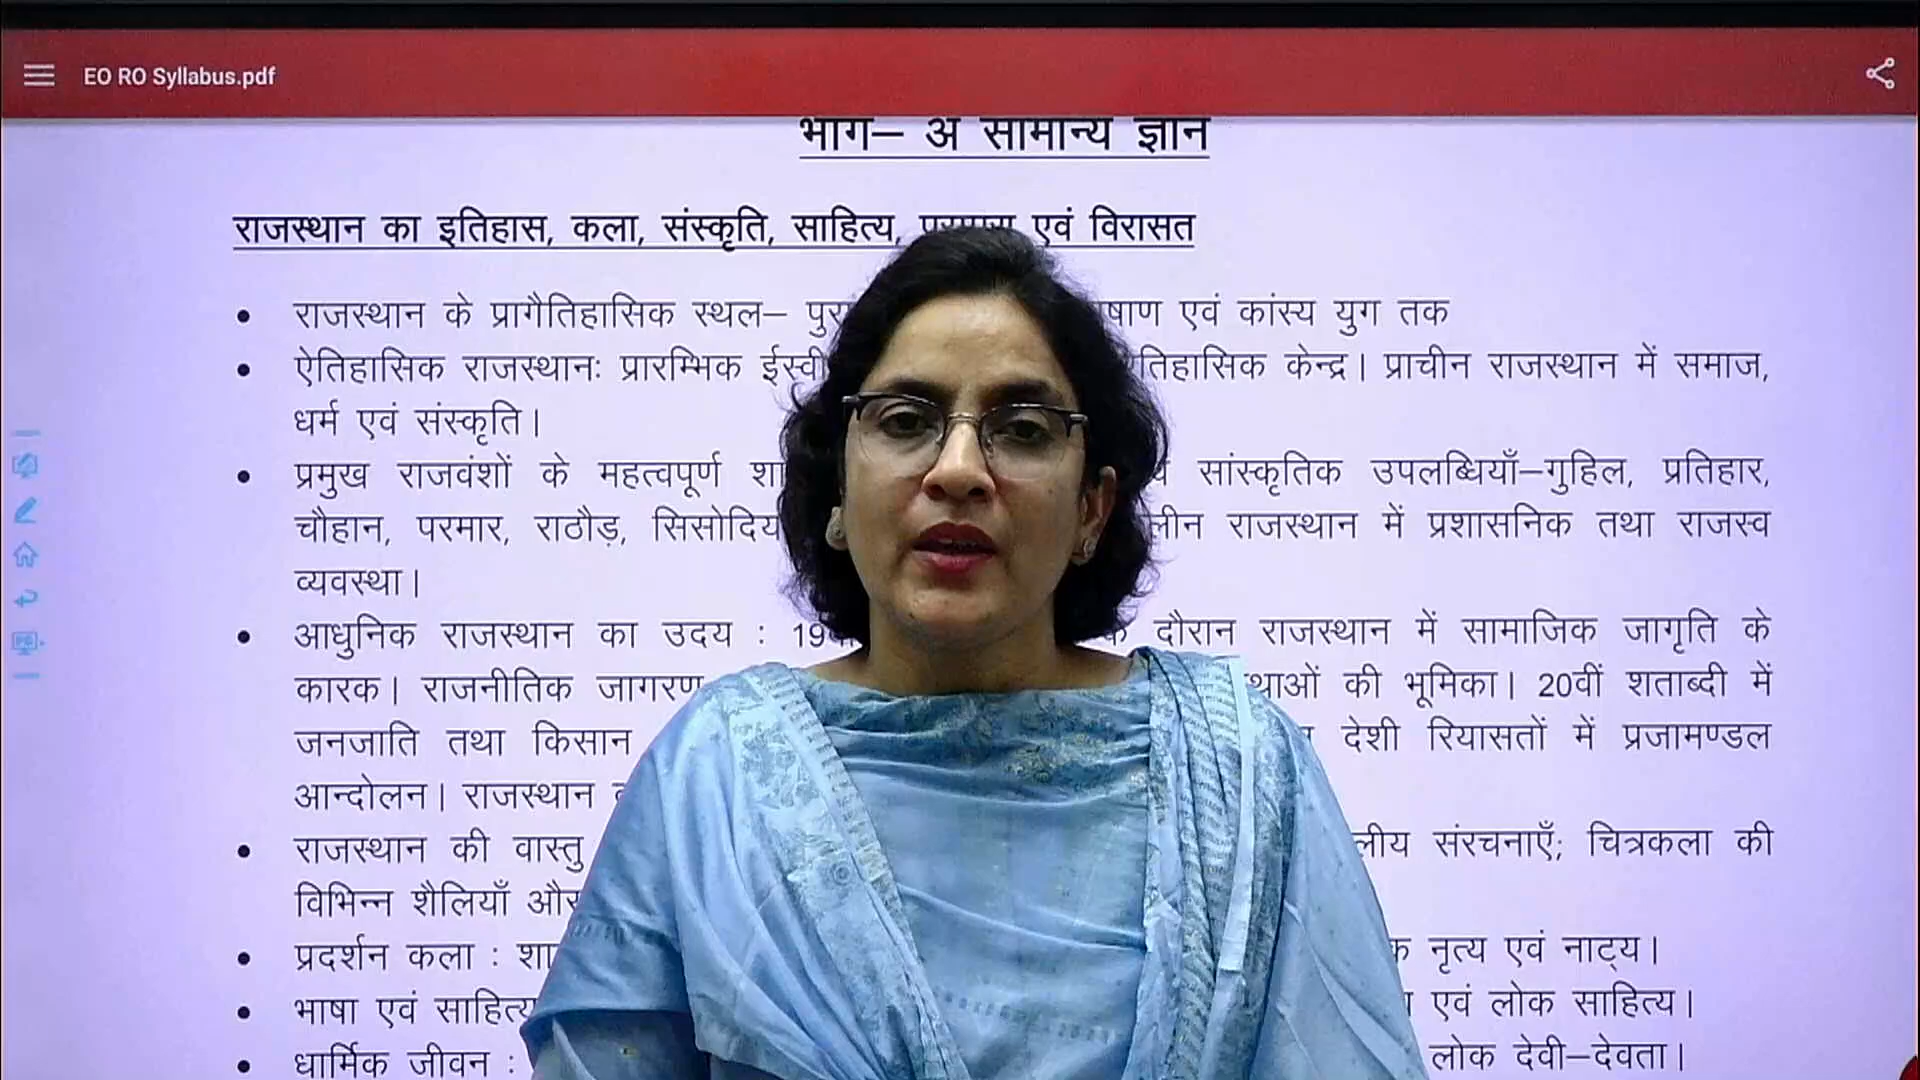 EO RO Syllabus.pdf
भाग– अ सामान्य ज्ञान
राजस्थान का इतिहास, कला, संस्कृति, साहित्य, एवं विरासत
• राजस्थान के प्रागैतिहासिक स्थल– एवं कांस्य युग तक
• ऐतिहासिक राजस्थानः प्रारम्भिक केन्द्र। प्राचीन राजस्थान में समाज,
धर्म एवं संस्कृति।
• प्रमुख राजवंशों के महत्वपूर्ण सांस्कृतिक उपलब्धियाँ–गुहिल, प्रतिहार,
चौहान, परमार, राठौड़, राजस्थान में प्रशासनिक तथा राजस्व
व्यवस्था।
• आधुनिक राजस्थान का उदय : दौरान राजस्थान में सामाजिक जागृति के
कारक। राजनीतिक जागरण की भूमिका। 20वीं शताब्दी में
जनजाति तथा किसान देशी रियासतों में प्रजामण्डल
आन्दोलन। राजस्थान
• राजस्थान की वास्तु संरचनाएँ; चित्रकला की
विभिन्न शैलियाँ
• प्रदर्शन कला : नृत्य एवं नाट्य।
• भाषा एवं साहित्य एवं लोक साहित्य।
• धार्मिक जीवन : लोक देवी–देवता।